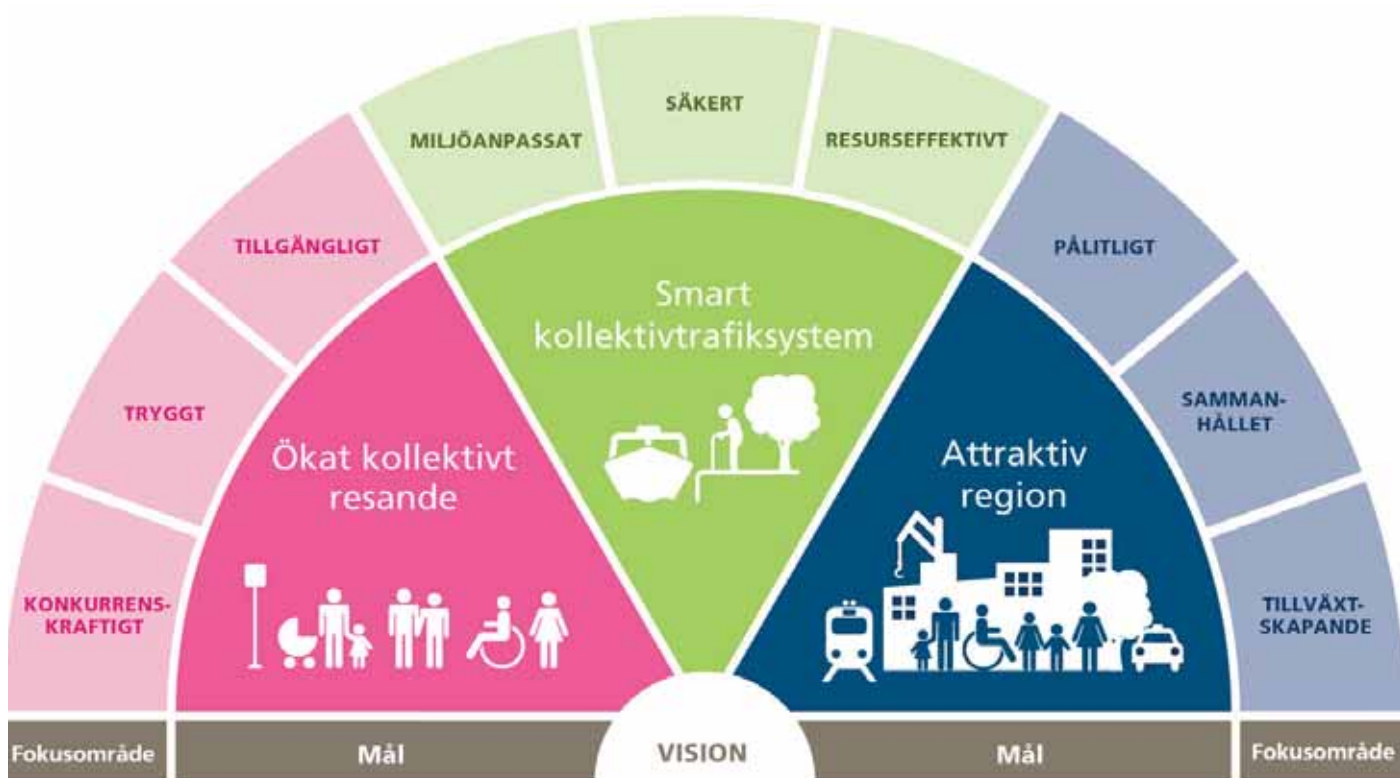 SÄKERT
MILJÖANPASSAT
RESURSEFFEKTIVT
TILLGÄNGLIGT
PÅLITLIGT
Smart
kollektivtrafiksystem
TRYGGT
SAMMAN-
HÅLLET
Ökat kollektivt
resande
Attraktiv
region
KONKURRENS-
KRAFTIGT
TILLVÄXT-
SKAPANDE
Fokusområde
Mål
VISION
Mål
Fokusområde